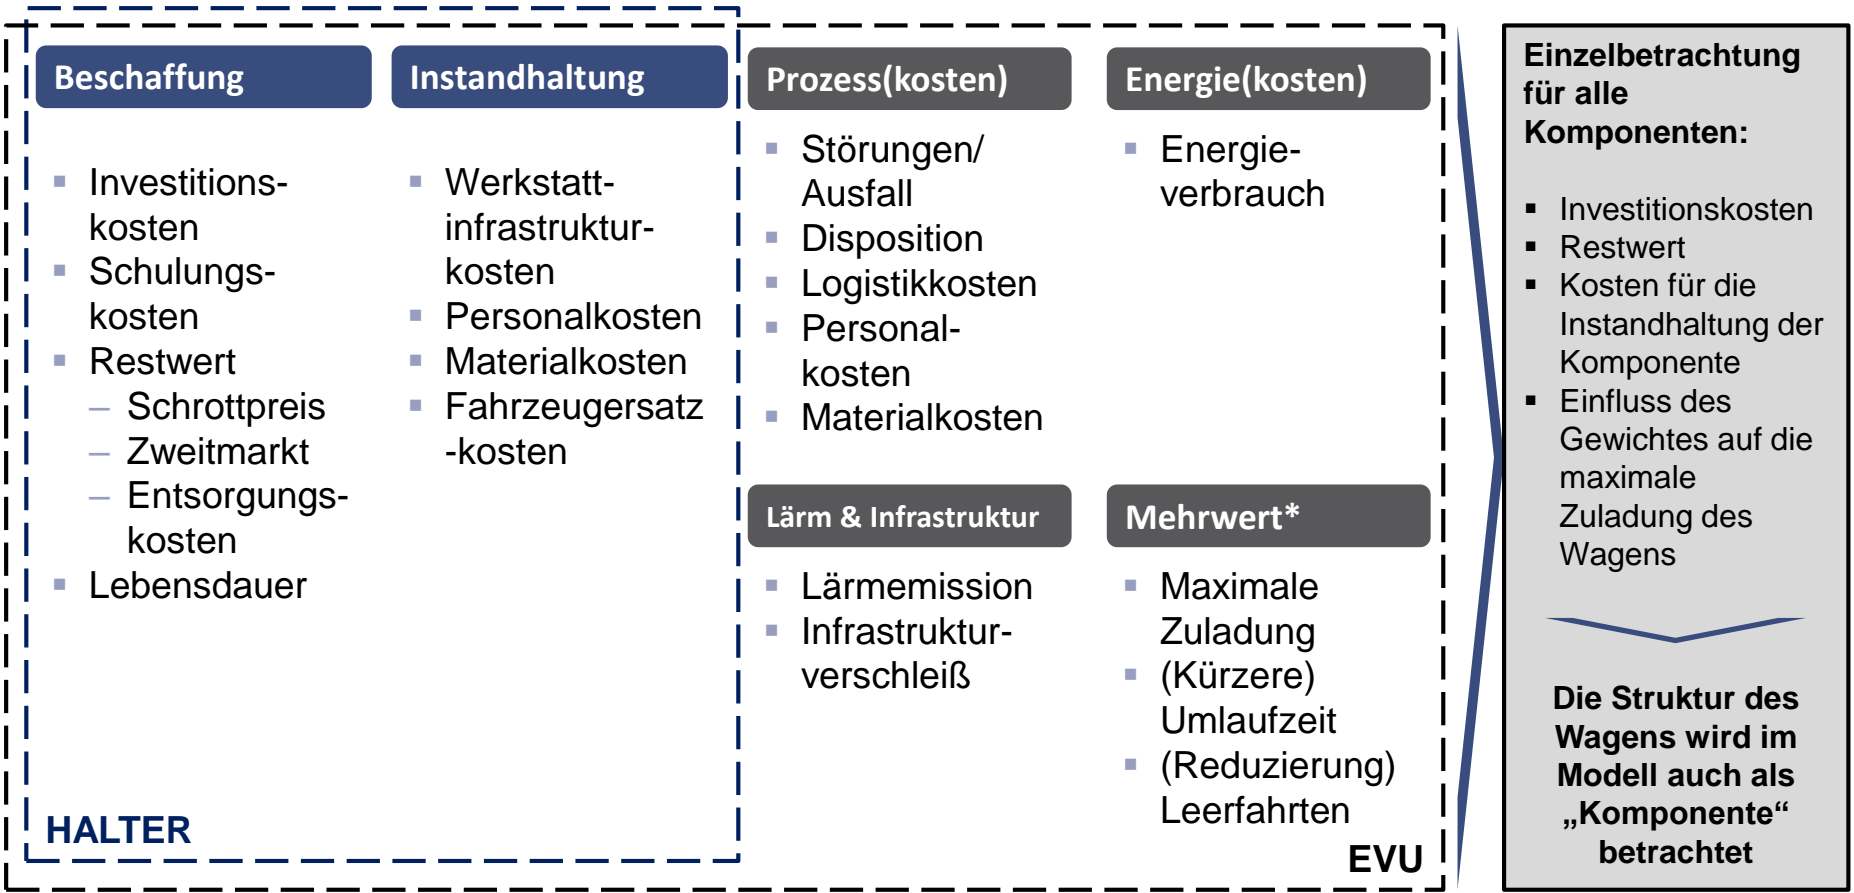 Beschaffung
Investitions-
kosten
Schulungs-
kosten
Restwert
– Schrottpreis
– Zweitmarkt
– Entsorgungs-
kosten
Lebensdauer
Instandhaltung
Werkstatt-
infrastruktur-
kosten
Personalkosten
Materialkosten
Fahrzeugersatz
-kosten
HALTER
Prozess(kosten)
Störungen/
Ausfall
Disposition
Logistikkosten
Personal-
kosten
Materialkosten
Energie(kosten)
Energie-
verbrauch
Lärm & Infrastruktur
Lärmemission
Infrastruktur-
verschleiß
Mehrwert*
Maximale
Zuladung
(Kürzere)
Umlaufzeit
(Reduzierung)
Leerfahrten
EVU
Einzelbetrachtung
für alle
Komponenten:
Investitionskosten
Restwert
Kosten für die
Instandhaltung der
Komponente
Einfluss des
Gewichtes auf die
maximale
Zuladung des
Wagens
Die Struktur des
Wagens wird im
Modell auch als
„Komponente“
betrachtet